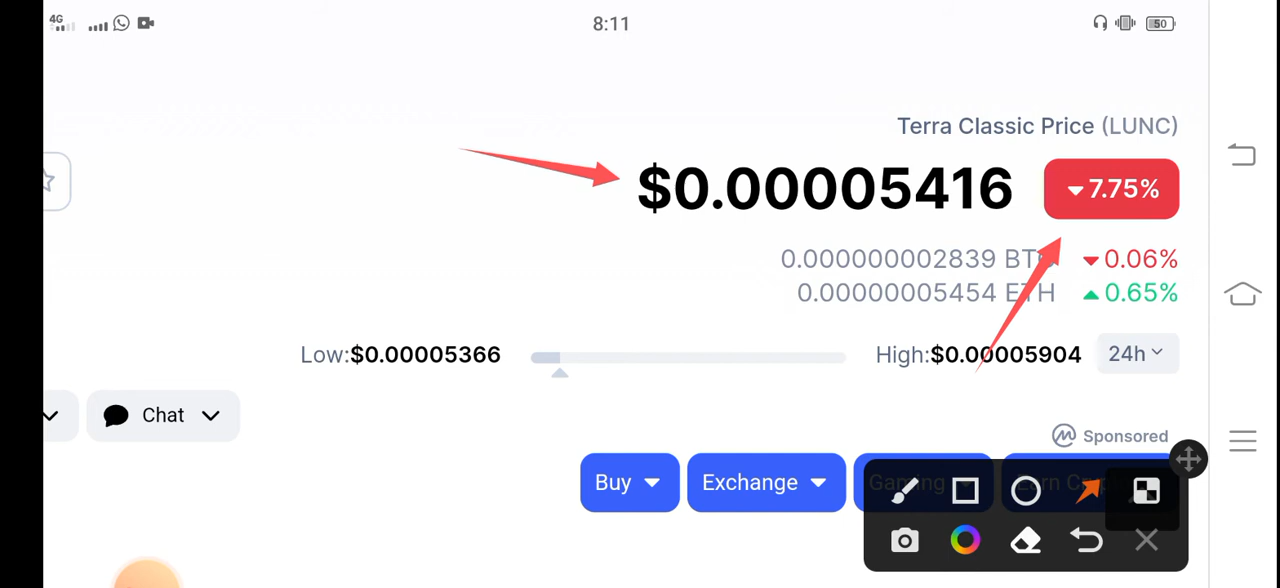 4G
8:11
50
Terra Classic Price (LUNC)
$0.00005416
7.75%
0.000000002839 BTC
0.06%
0.00000005454 ETH
0.65%
Low:$0.00005366
High:$0.00005904
24h
Chat
Sponsored
Buy
Exchange
Gaming